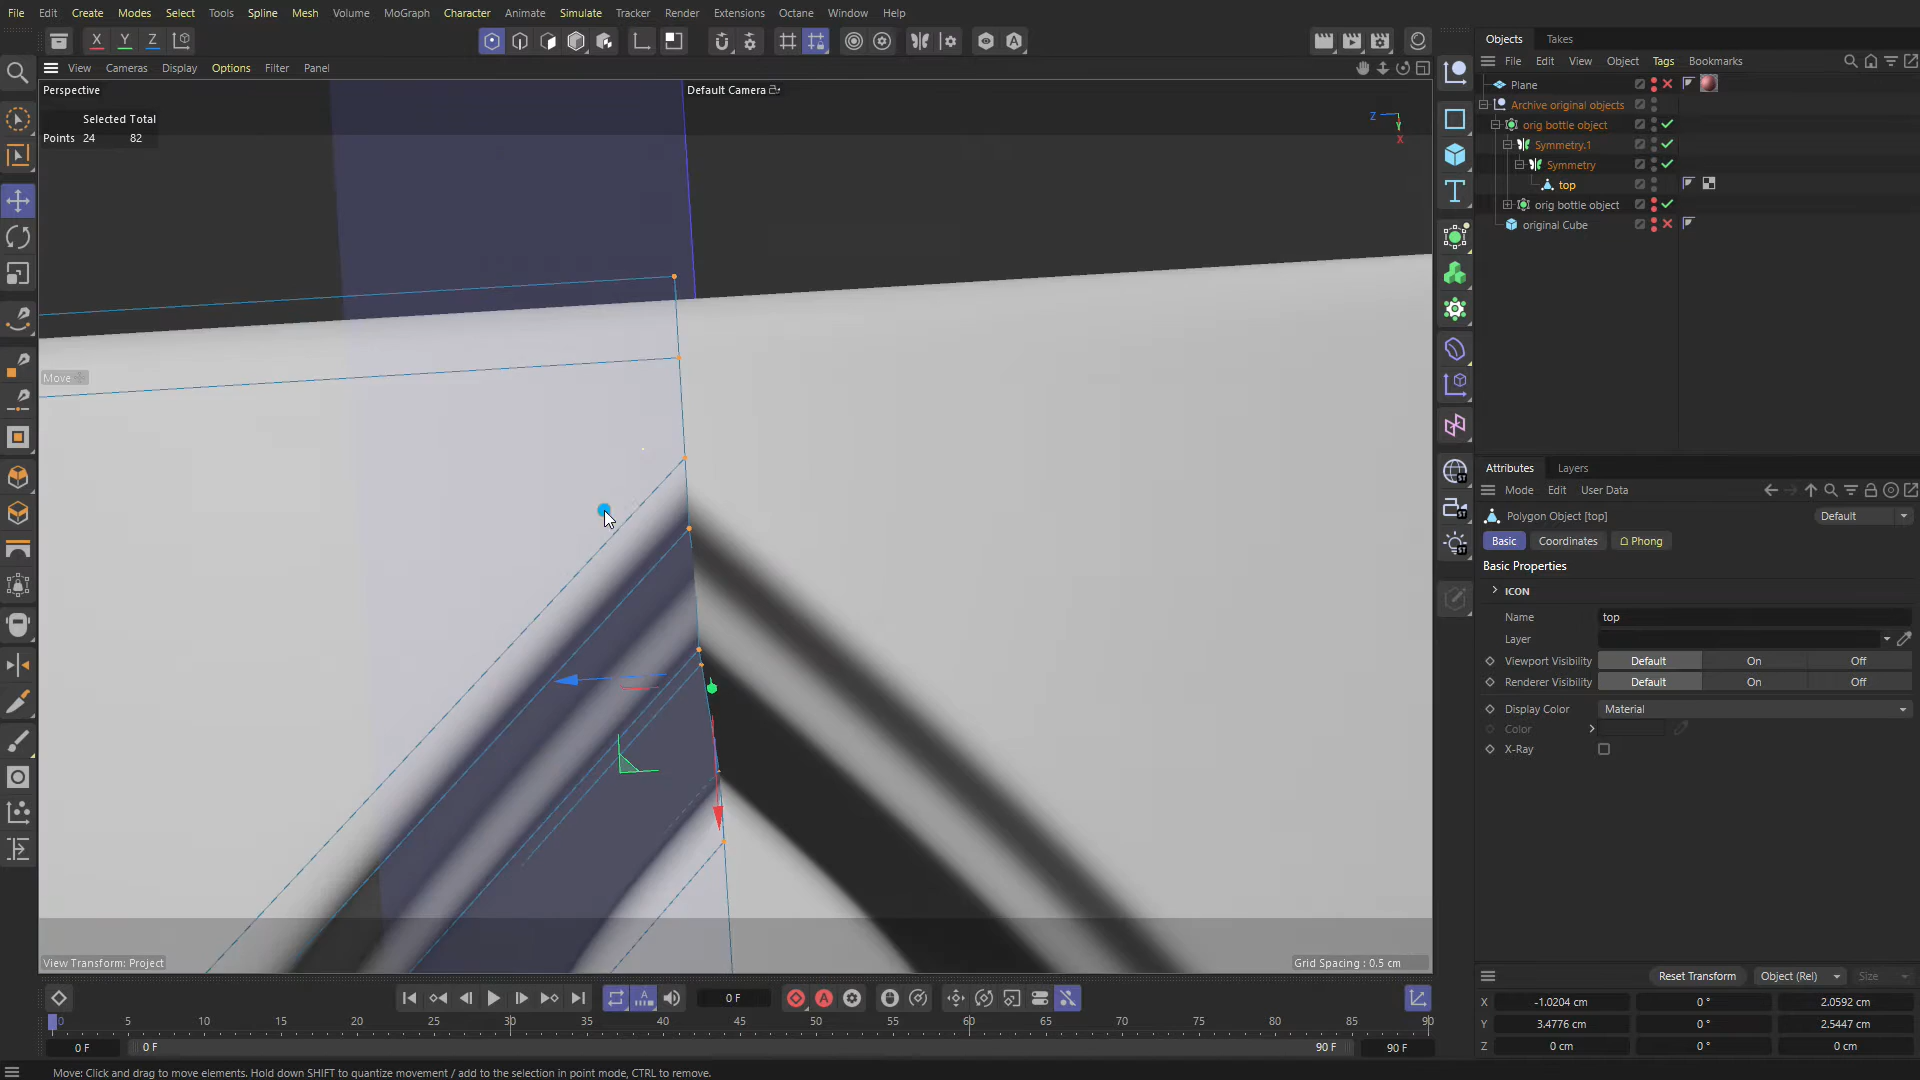 File Edit Create Modes Select Tools Spline Mesh Volume MoGraph Character Animate Simulate Tracker Render Extensions Octane Window Help
X Y Z
View Cameras Display Options Filter Panel
Perspective
Default Camera
Selected Total
Points 24 82
Z
Y
X
Move
View Transform: Project
Grid Spacing : 0.5 cm
Objects Takes
File Edit View Object Tags Bookmarks
Plane
Archive original objects
orig bottle object
Symmetry.1
Symmetry
top
orig bottle object
original Cube
Attributes Layers
Mode Edit User Data
Polygon Object [top]
Default
Basic Coordinates Phong
Basic Properties
ICON
Name top
Layer
Viewport Visibility Default On Off
Renderer Visibility Default On Off
Display Color Material
Color
X-Ray
Reset Transform Object (Rel) Size
X -1.0204 cm 0 ° 2.0592 cm
Y 3.4776 cm 0 ° 2.5447 cm
Z 0 cm 0 ° 0 cm
0 F
0 5 10 15 20 25 30 35 40 45 50 55 60 65 70 75 80 85 90
0 F 0 F 90 F 90 F
Move: Click and drag to move elements. Hold down SHIFT to quantize movement / add to the selection in point mode, CTRL to remove.